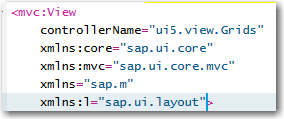 <mvc:View
controllerName="ui5.view.Grids"
xmlns:core="sap.ui.core"
xmlns:mvc="sap.ui.core.mvc"
xmlns="sap.m"
xmlns:l="sap.ui.layout">